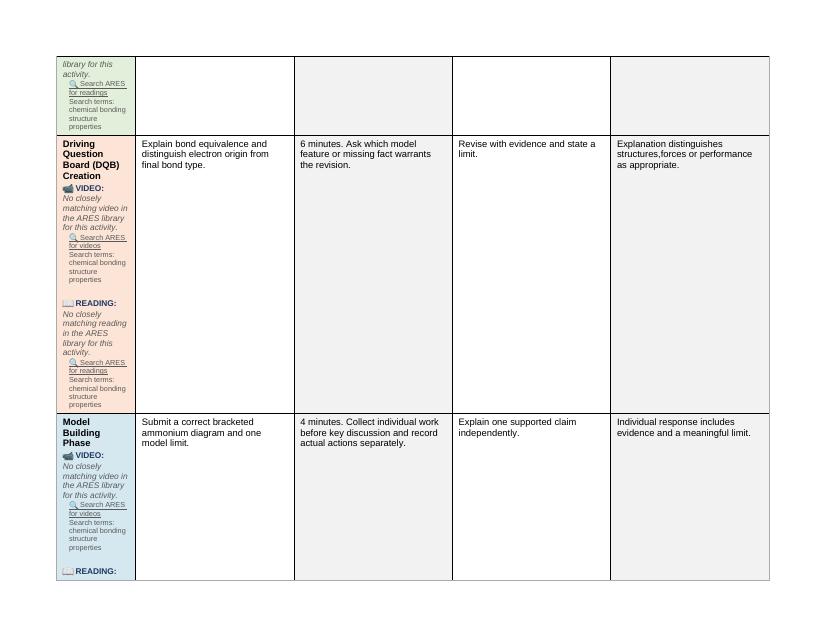 library for this
activity.
🔍 Search ARES
for readings
Search terms:
chemical bonding
structure
properties
Driving
Question
Board (DQB)
Creation
📹 VIDEO:
No closely
matching video in
the ARES library
for this activity.
🔍 Search ARES
for videos
Search terms:
chemical bonding
structure
properties
📖 READING:
No closely
matching reading
in the ARES
library for this
activity.
🔍 Search ARES
for readings
Search terms:
chemical bonding
structure
properties
Explain bond equivalence and
distinguish electron origin from
final bond type.
6 minutes. Ask which model
feature or missing fact warrants
the revision.
Revise with evidence and state a
limit.
Explanation distinguishes
structures,forces or performance
as appropriate.
Model
Building
Phase
📹 VIDEO:
No closely
matching video in
the ARES library
for this activity.
🔍 Search ARES
for videos
Search terms:
chemical bonding
structure
properties
📖 READING:
Submit a correct bracketed
ammonium diagram and one
model limit.
4 minutes. Collect individual work
before key discussion and record
actual actions separately.
Explain one supported claim
independently.
Individual response includes
evidence and a meaningful limit.